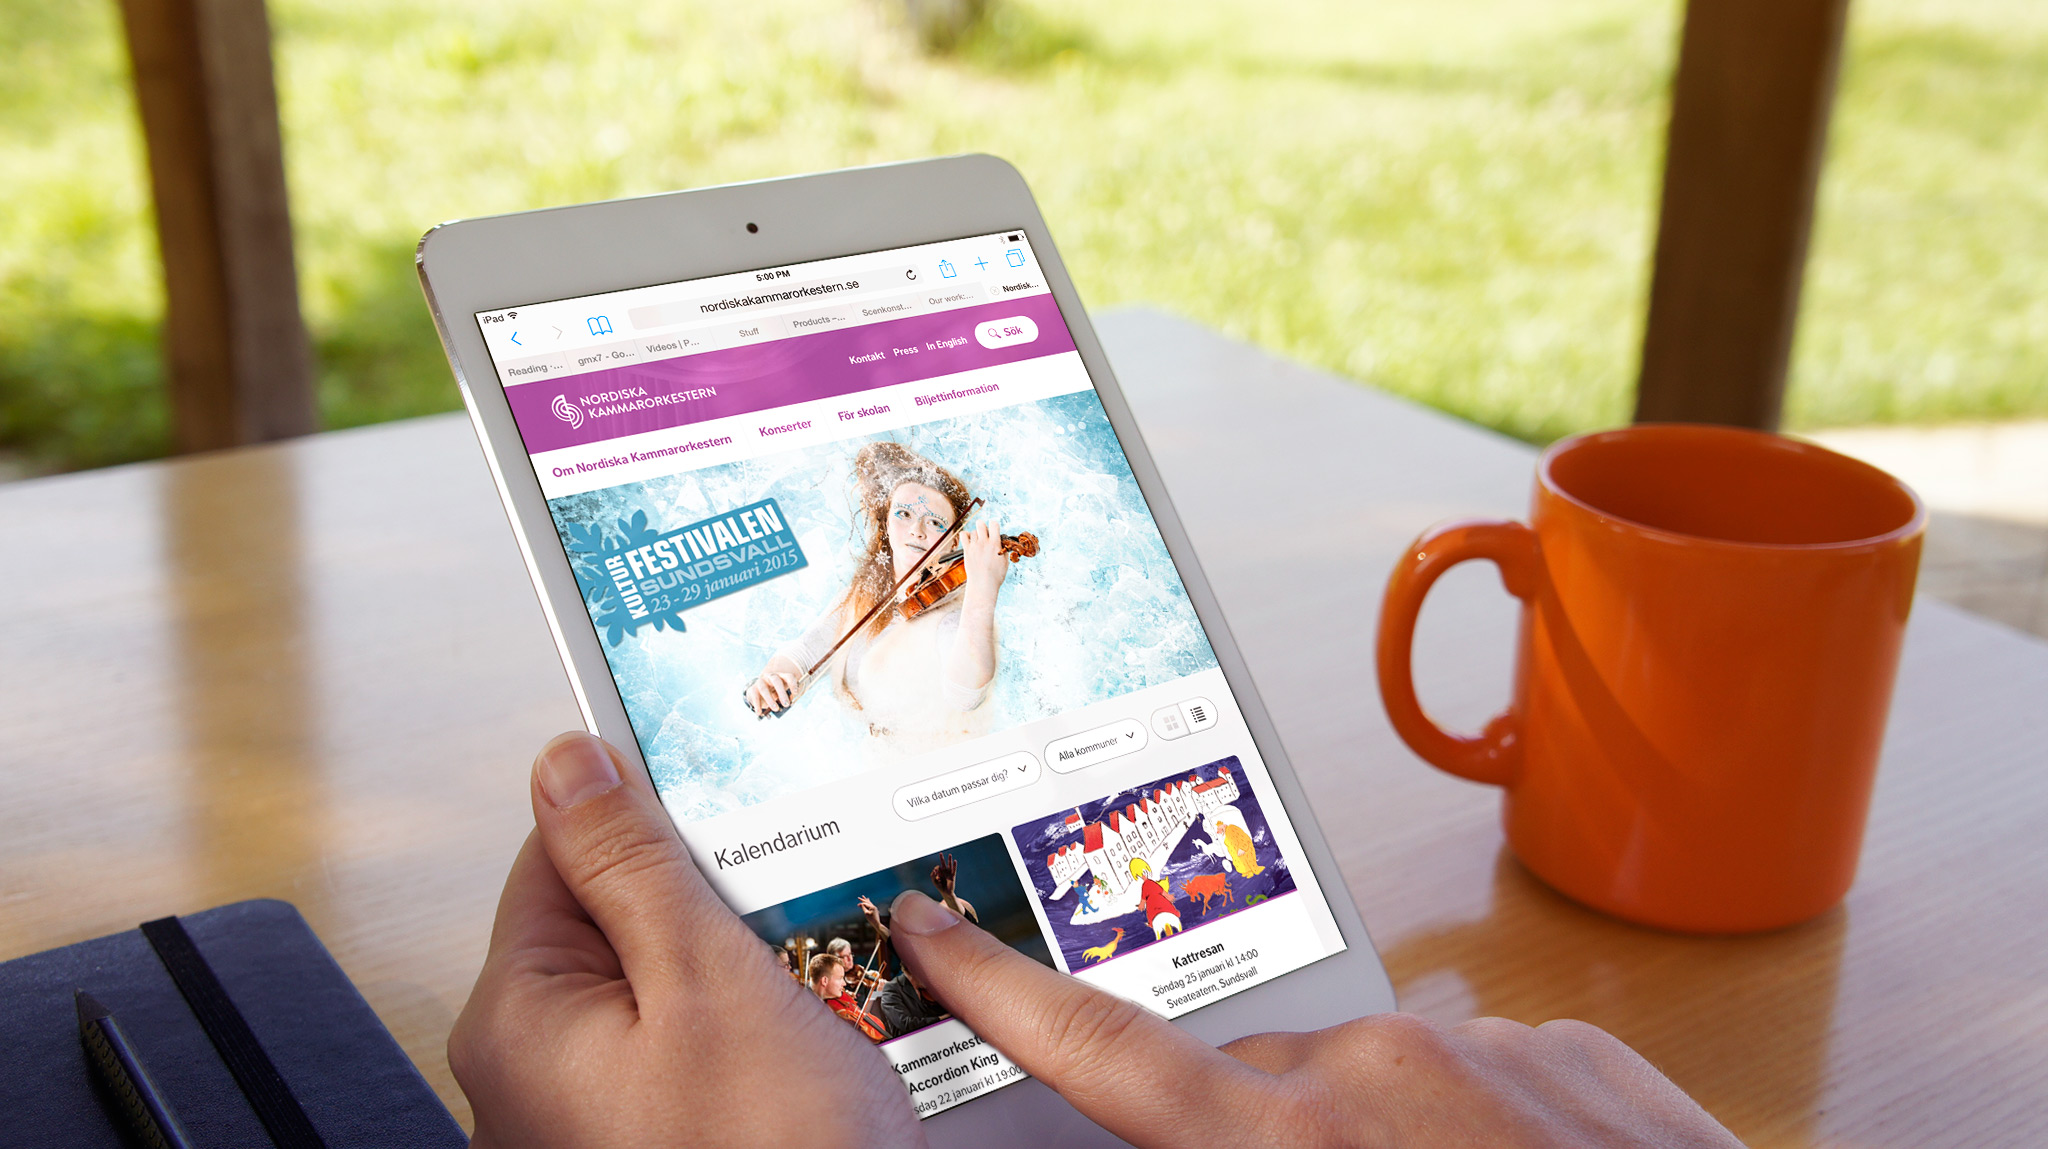 iPad
5:00 PM
nordiskakammarorkestern.se
Reading -...
gmx7 - Go...
Videos | P...
Stuff
Products –...
Scenkonst...
Our work:...
Nordisk...
NORDISKA
KAMMARORKESTERN
Kontakt
Press
In English
Sök
Om Nordiska Kammarorkestern
Konserter
För skolan
Biljettinformation
KULTUR
FESTIVALEN
SUNDSVALL
23 - 29 januari 2015
Kalendarium
Vilka datum passar dig?
Alla kommuner
Kammarorkeste
Accordion King
sdag 22 januari kl 19:00
Kattresan
Söndag 25 januari kl 14:00
Sveateatern, Sundsvall